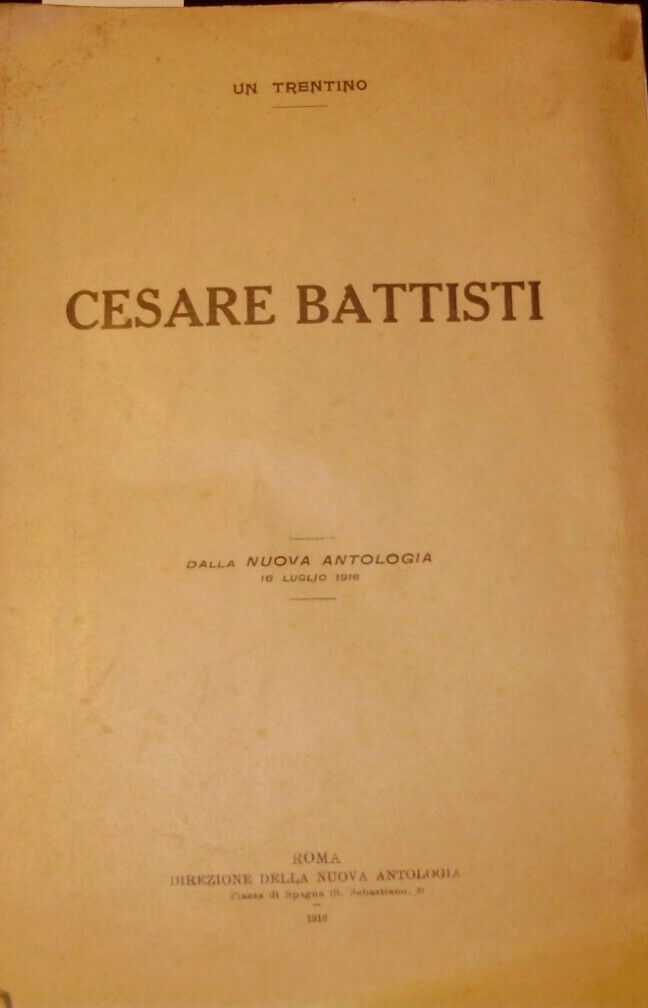 UN TRENTINO
CESARE BATTISTI
DALLA NUOVA ANTOLOGIA
16 LUGLIO 1916
ROMA
DIREZIONE DELLA NUOVA ANTOLOGIA
Piazza di Spagna (S. Sebastiano, 3)
1916